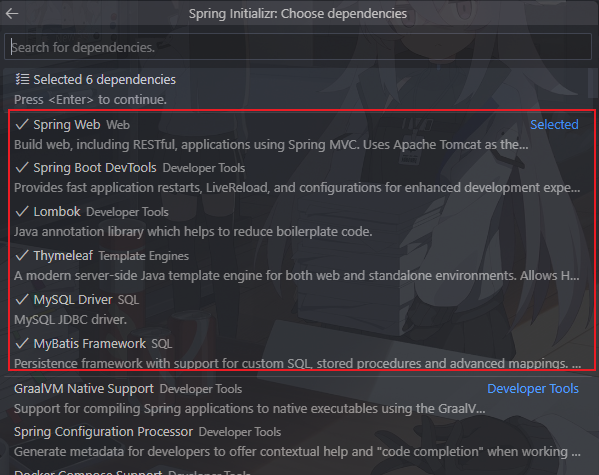 Spring Initializr: Choose dependencies
Search for dependencies.
Selected 6 dependencies
Press <Enter> to continue.
Spring Web Web Selected
Build web, including RESTful, applications using Spring MVC. Uses Apache Tomcat as the...
Spring Boot DevTools Developer Tools
Provides fast application restarts, LiveReload, and configurations for enhanced development expe...
Lombok Developer Tools
Java annotation library which helps to reduce boilerplate code.
Thymeleaf Template Engines
A modern server-side Java template engine for both web and standalone environments. Allows H...
MySQL Driver SQL
MySQL JDBC driver.
MyBatis Framework SQL
Persistence framework with support for custom SQL, stored procedures and advanced mappings. ...
GraalVM Native Support Developer Tools Developer Tools
Support for compiling Spring applications to native executables using the GraalV...
Spring Configuration Processor Developer Tools
Generate metadata for developers to offer contextual help and "code completion" when working ...
Docker Compose Support Developer Tools